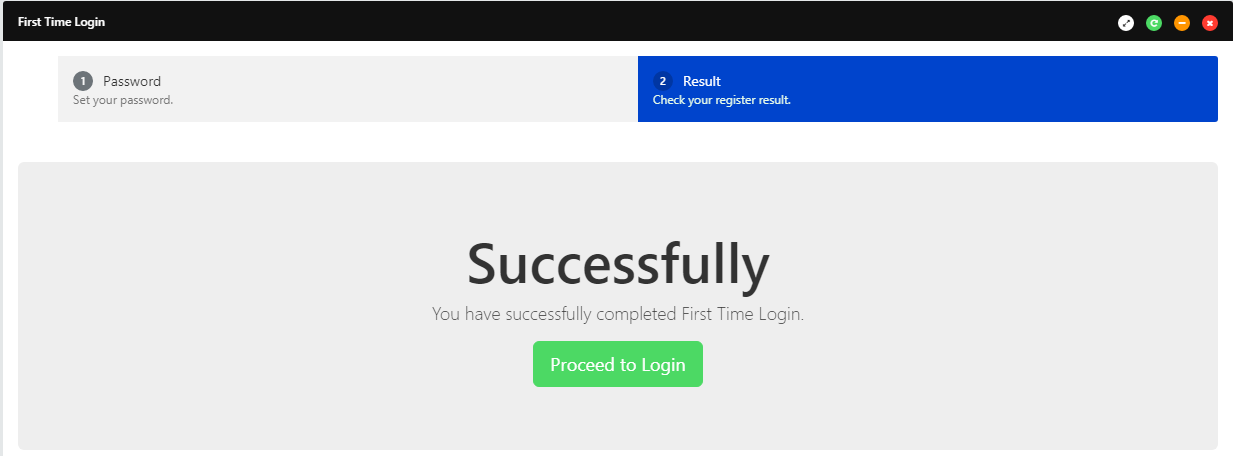 First Time Login
1 Password
Set your password.
2 Result
Check your register result.
Successfully
You have successfully completed First Time Login.
Proceed to Login